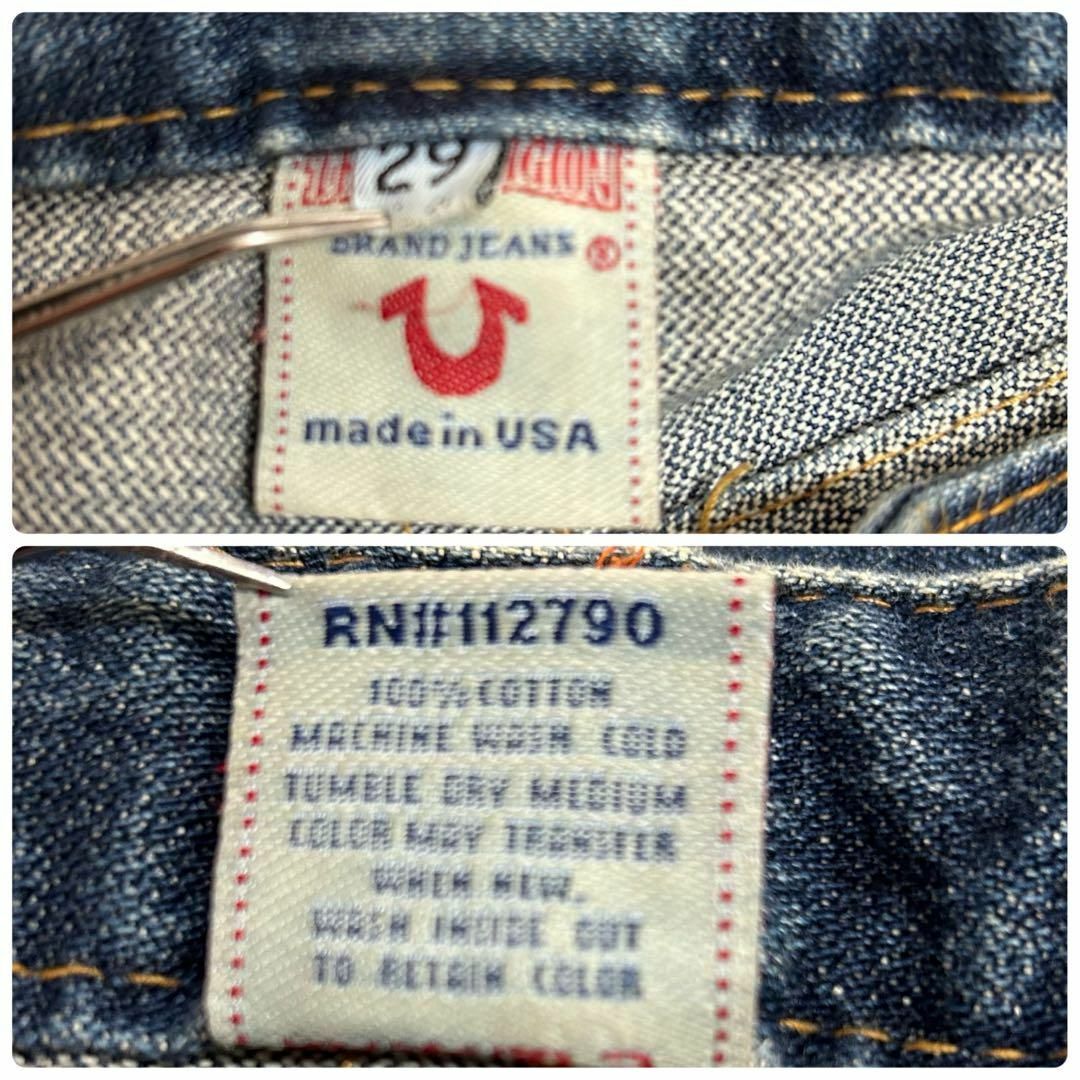 29
BRAND JEANS ®
made in USA
RN#112790
100% COTTON
MACHINE WASH COLD
TUMBLE DRY MEDIUM
COLOR MAY TRANSFER
WHEN NEW.
WASH INSIDE OUT
TO RETAIN COLOR